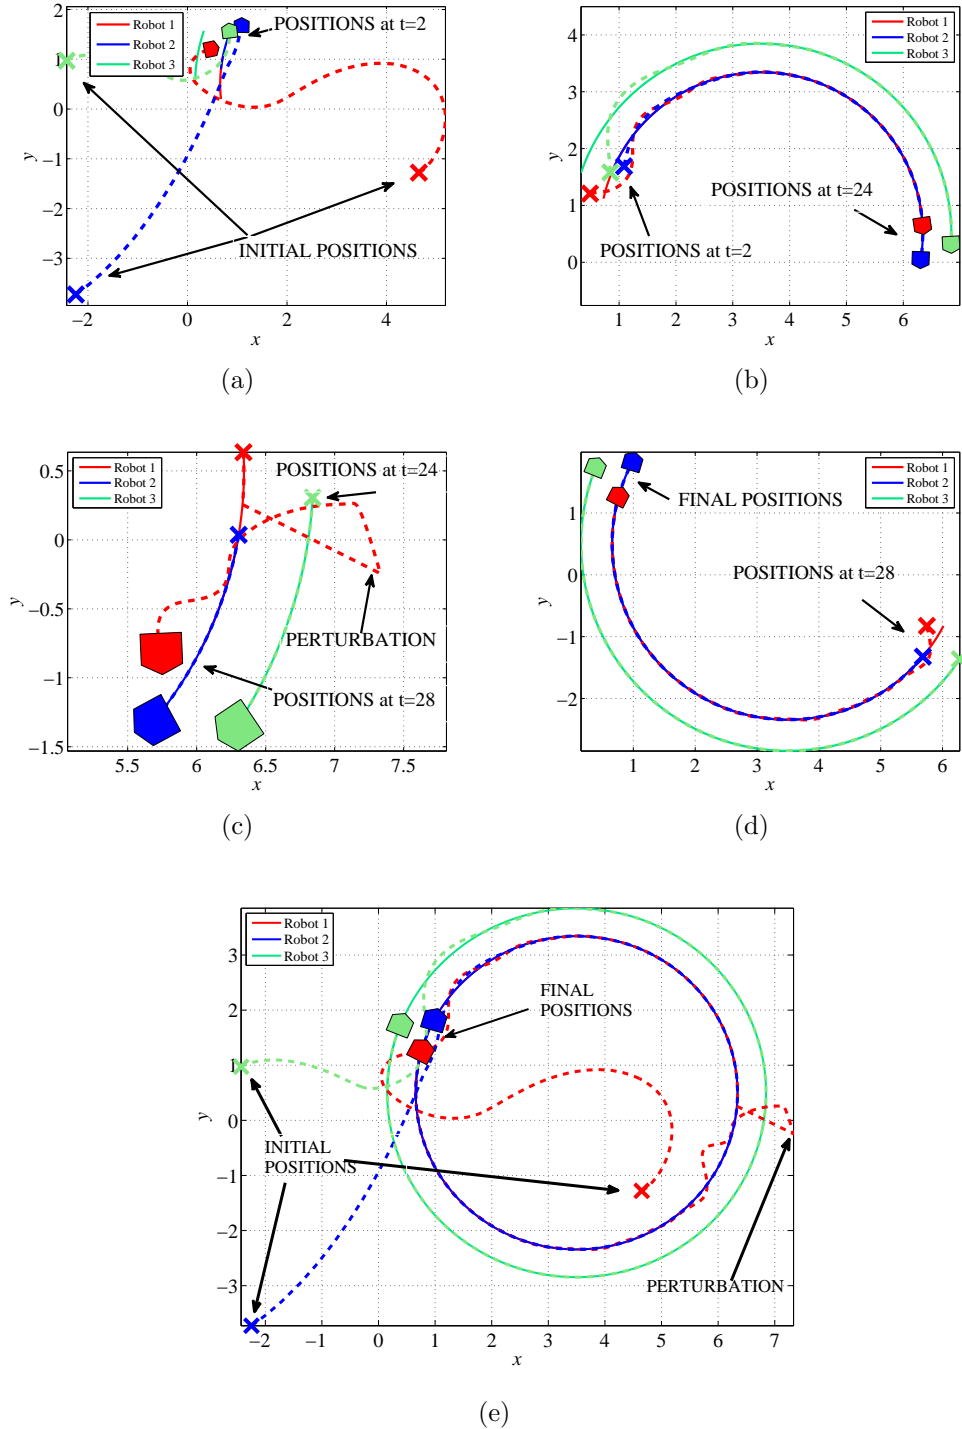 POSITIONS at t=2
Robot 1
Robot 2
Robot 3
INITIAL POSITIONS
2
1
0
−1
−2
−3
y
−2
0
2
4
x
(a)
Robot 1
Robot 2
Robot 3
POSITIONS at t=24
POSITIONS at t=2
4
3
2
1
0
y
1
2
3
4
5
6
x
(b)
Robot 1
Robot 2
Robot 3
POSITIONS at t=24
PERTURBATION
POSITIONS at t=28
0.5
0
−0.5
−1
−1.5
y
5.5
6
6.5
7
7.5
x
(c)
Robot 1
Robot 2
Robot 3
FINAL POSITIONS
POSITIONS at t=28
1
0
−1
−2
y
1
2
3
4
5
6
x
(d)
Robot 1
Robot 2
Robot 3
FINAL
POSITIONS
INITIAL
POSITIONS
PERTURBATION
3
2
1
0
−1
−2
−3
y
−2
−1
0
1
2
3
4
5
6
7
x
(e)